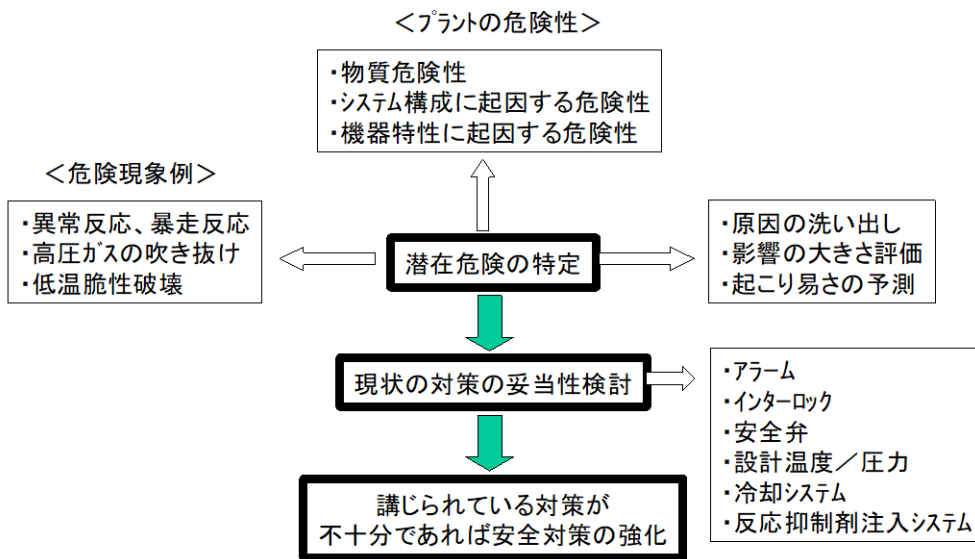 ＜ﾌﾟﾗﾝﾄの危険性＞
・物質危険性
・ｼｽﾃﾑ構成に起因する危険性
・機器特性に起因する危険性
＜危険現象例＞
・異常反応、暴走反応
・高圧ｶﾞｽの吹き抜け
・低温脆性破壊
潜在危険の特定
・原因の洗い出し
・影響の大きさ評価
・起こり易さの予測
現状の対策の妥当性検討
・ｱﾗｰﾑ
・ｲﾝﾀｰﾛｯｸ
・安全弁
・設計温度／圧力
・冷却ｼｽﾃﾑ
・反応抑制剤注入ｼｽﾃﾑ
講じられている対策が
不十分であれば安全対策の強化